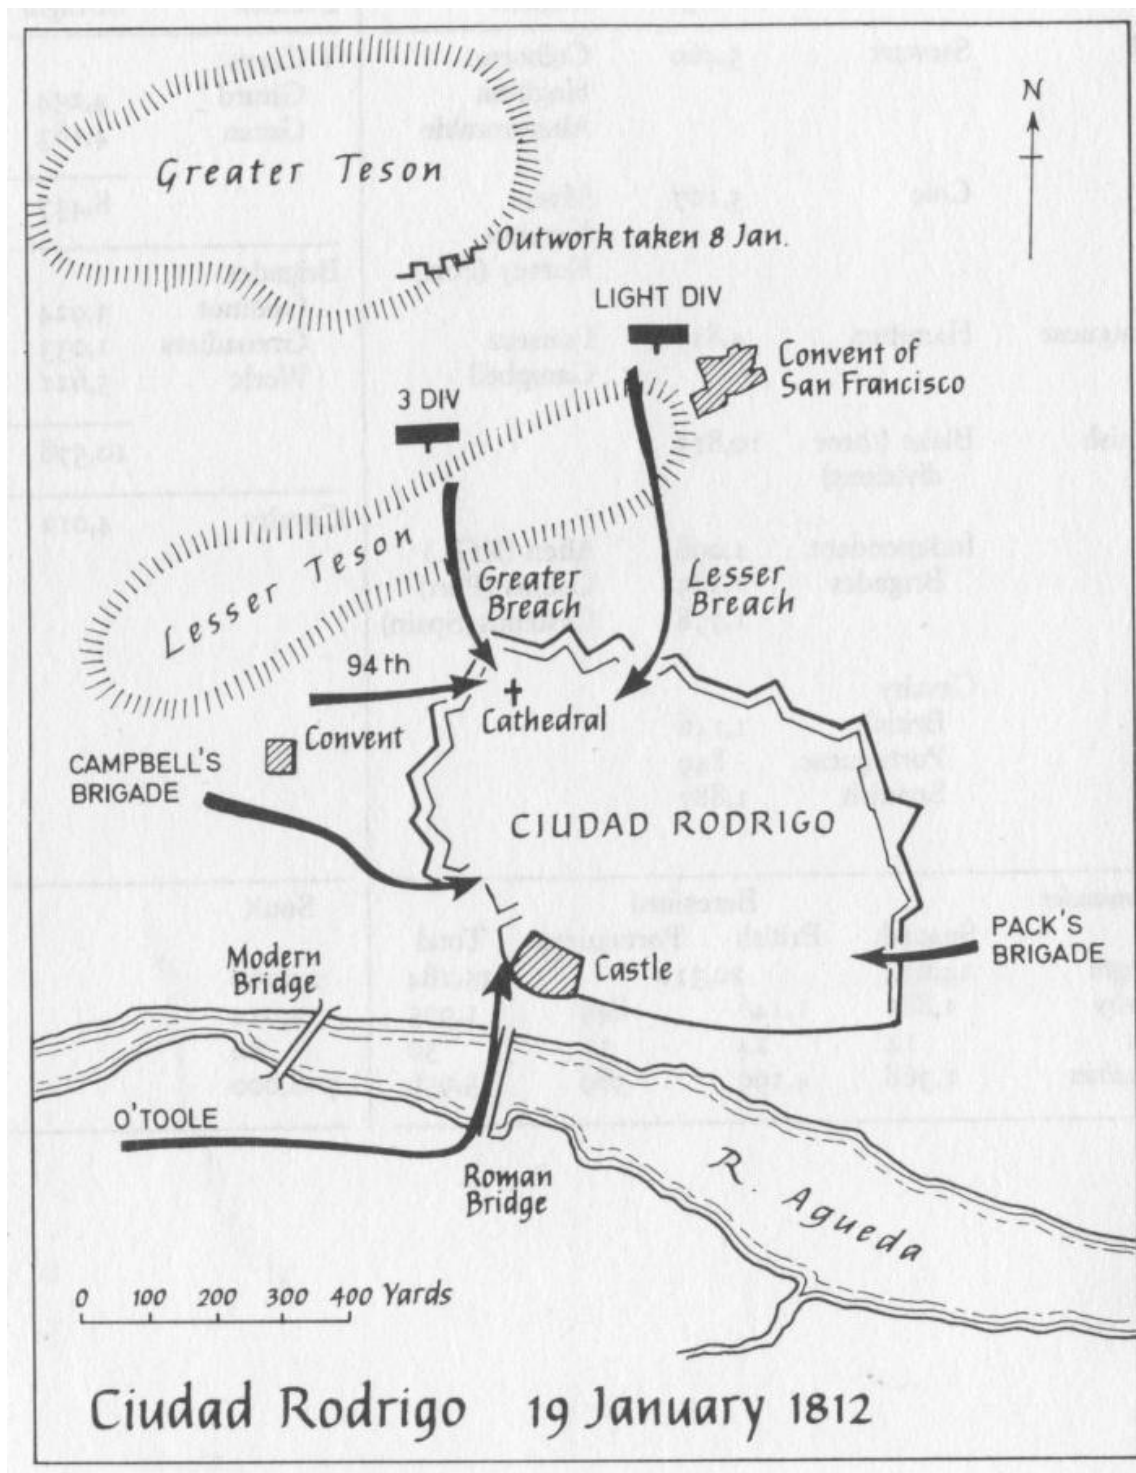 N
Greater Teson
Outwork taken 8 Jan.
LIGHT DIV
Convent of
San Francisco
3 DIV
Lesser Teson
Greater
Breach
Lesser
Breach
94th
Cathedral
Convent
CAMPBELL'S
BRIGADE
CIUDAD RODRIGO
PACK'S
BRIGADE
Modern
Bridge
Castle
O'TOOLE
Roman
Bridge
R. Agueda
0 100 200 300 400 Yards
Ciudad Rodrigo 19 January 1812